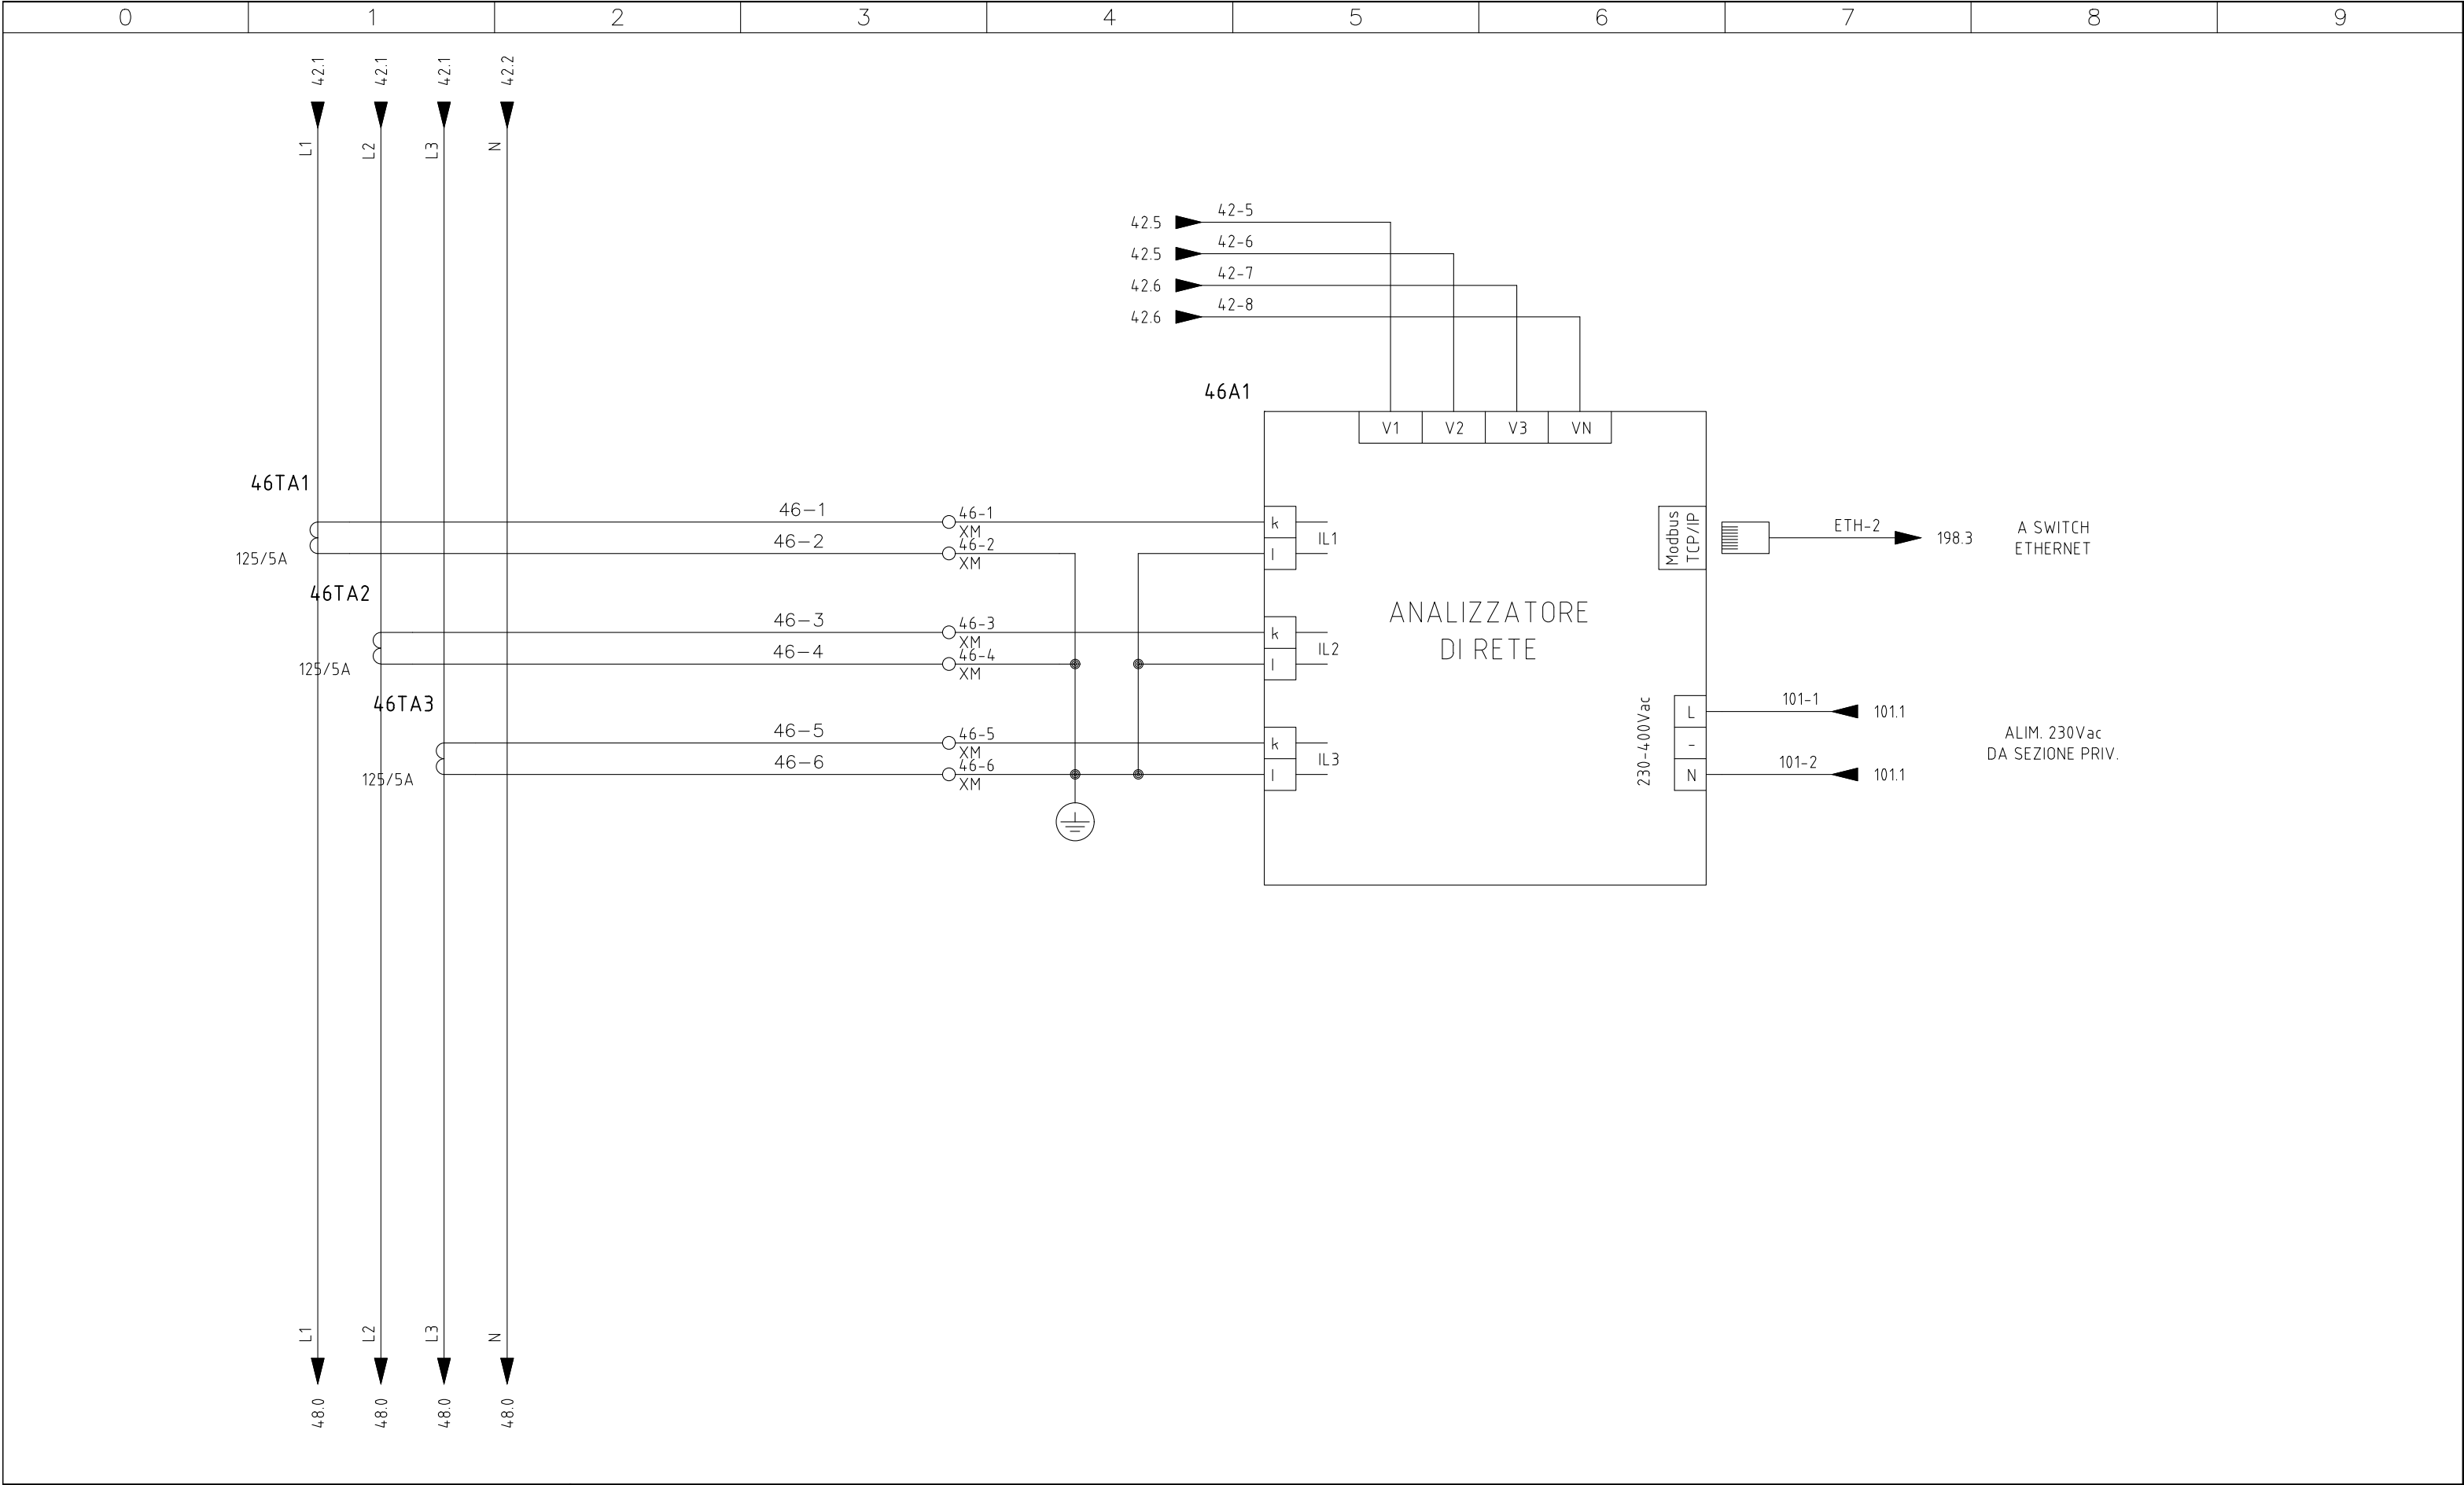 0 1 2 3 4 5 6 7 8 9
42.1 42.1 42.1 42.2
L1 L2 L3 N
42.5 42-5
42.5 42-6
42.6 42-7
42.6 42-8
46A1
V1 V2 V3 VN
46TA1
125/5A
46-1 46-1
XM
46-2 46-2
XM
k
l
IL1
46TA2
125/5A
46-3 46-3
XM
46-4 46-4
XM
k
l
IL2
46TA3
125/5A
46-5 46-5
XM
46-6 46-6
XM
k
l
IL3
ANALIZZATORE
DI RETE
Modbus
TCP/IP
ETH-2 198.3
A SWITCH
ETHERNET
230-400Vac
L
-
N
101-1 101.1
101-2 101.1
ALIM. 230Vac
DA SEZIONE PRIV.
L1 L2 L3 N
48.0 48.0 48.0 48.0